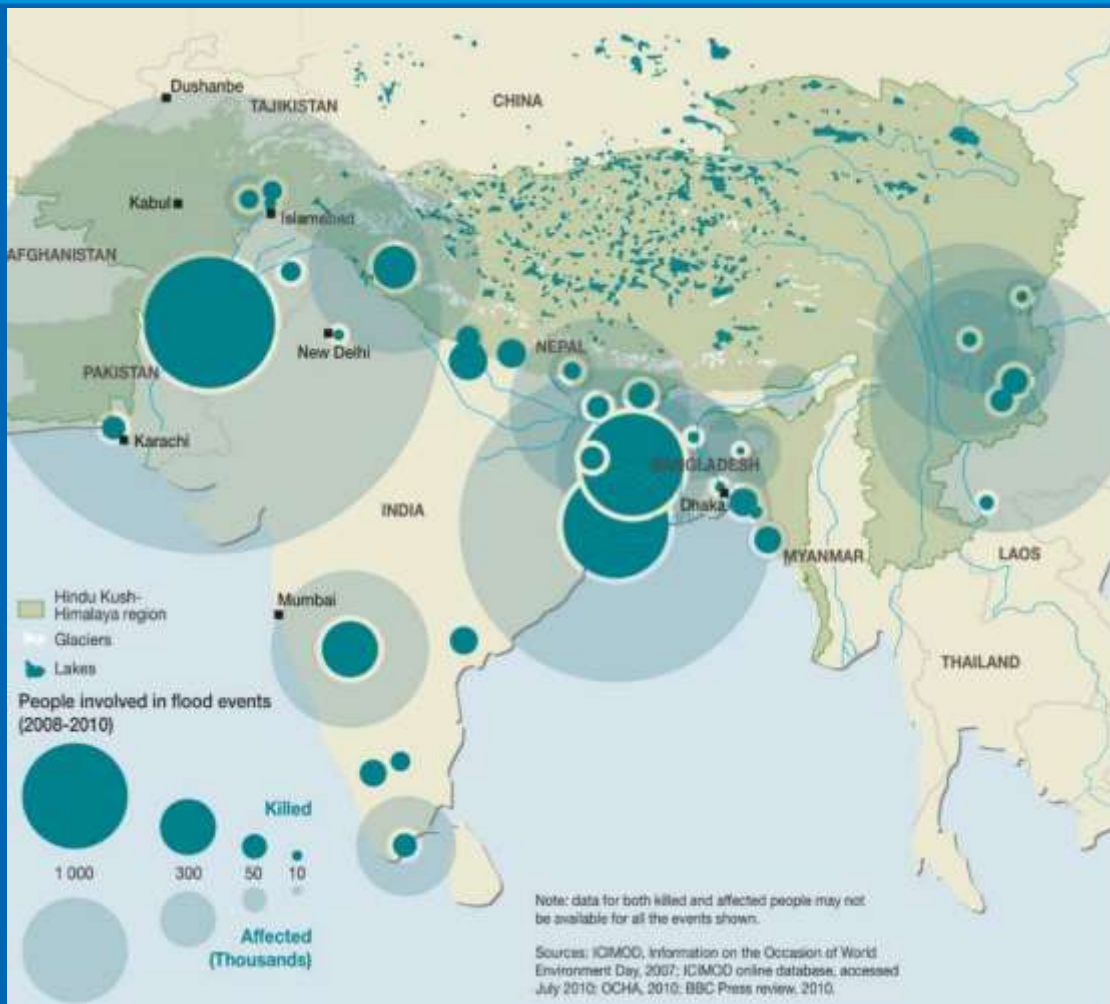 Dushanbe
TAJIKISTAN
CHINA
Kabul
Islamabad
AFGHANISTAN
New Delhi
NEPAL
PAKISTAN
Karachi
BANGLADESH
Dhaka
INDIA
MYANMAR
LAOS
Mumbai
THAILAND
Hindu Kush-
Himalaya region
Glaciers
Lakes
People involved in flood events
(2008-2010)
Killed
1 000
300
50
10
Affected
(Thousands)
Note: data for both killed and affected people may not
be available for all the events shown.
Sources: ICIMOD, Information on the Occasion of World
Environment Day, 2007; ICIMOD online database, accessed
July 2010; OCHA, 2010; BBC Press review, 2010.